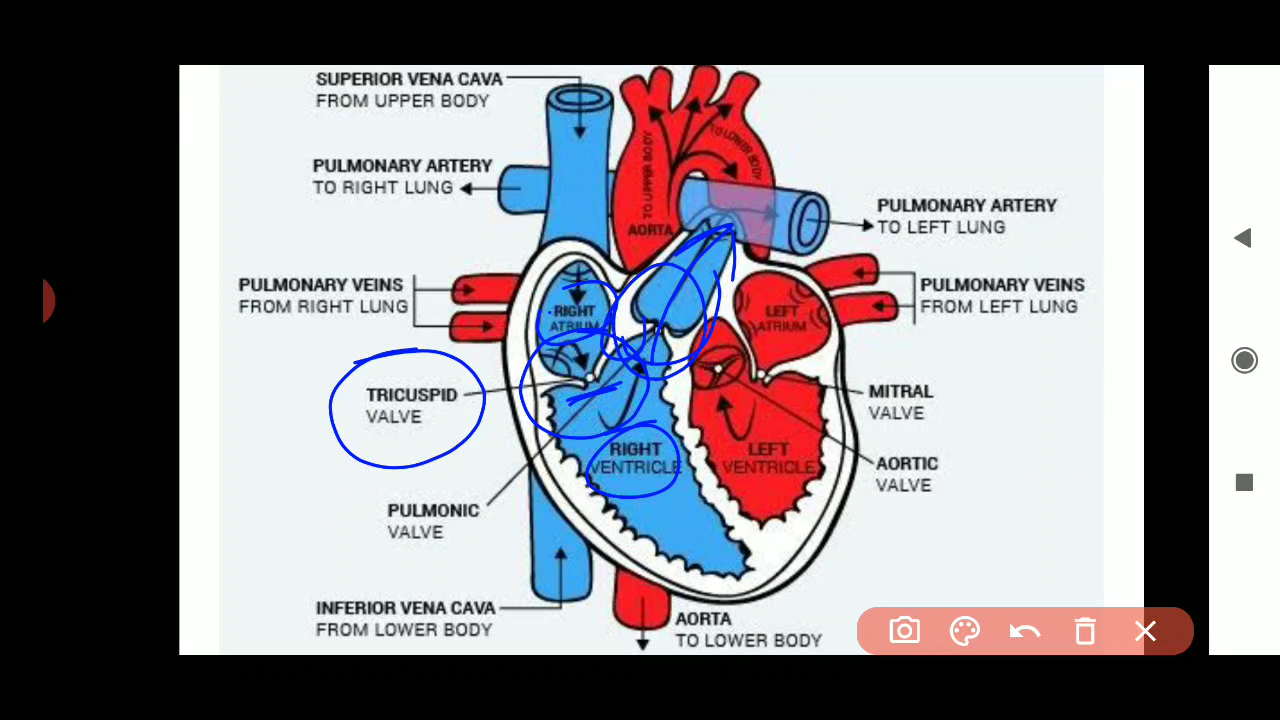 SUPERIOR VENA CAVA
FROM UPPER BODY
PULMONARY ARTERY
TO RIGHT LUNG
TO UPPER BODY
TO LOWER BODY
AORTA
PULMONARY ARTERY
TO LEFT LUNG
PULMONARY VEINS
FROM RIGHT LUNG
PULMONARY VEINS
FROM LEFT LUNG
RIGHT
ATRIUM
LEFT
ATRIUM
TRICUSPID
VALVE
MITRAL
VALVE
RIGHT
VENTRICLE
LEFT
VENTRICLE
AORTIC
VALVE
PULMONIC
VALVE
INFERIOR VENA CAVA
FROM LOWER BODY
AORTA
TO LOWER BODY